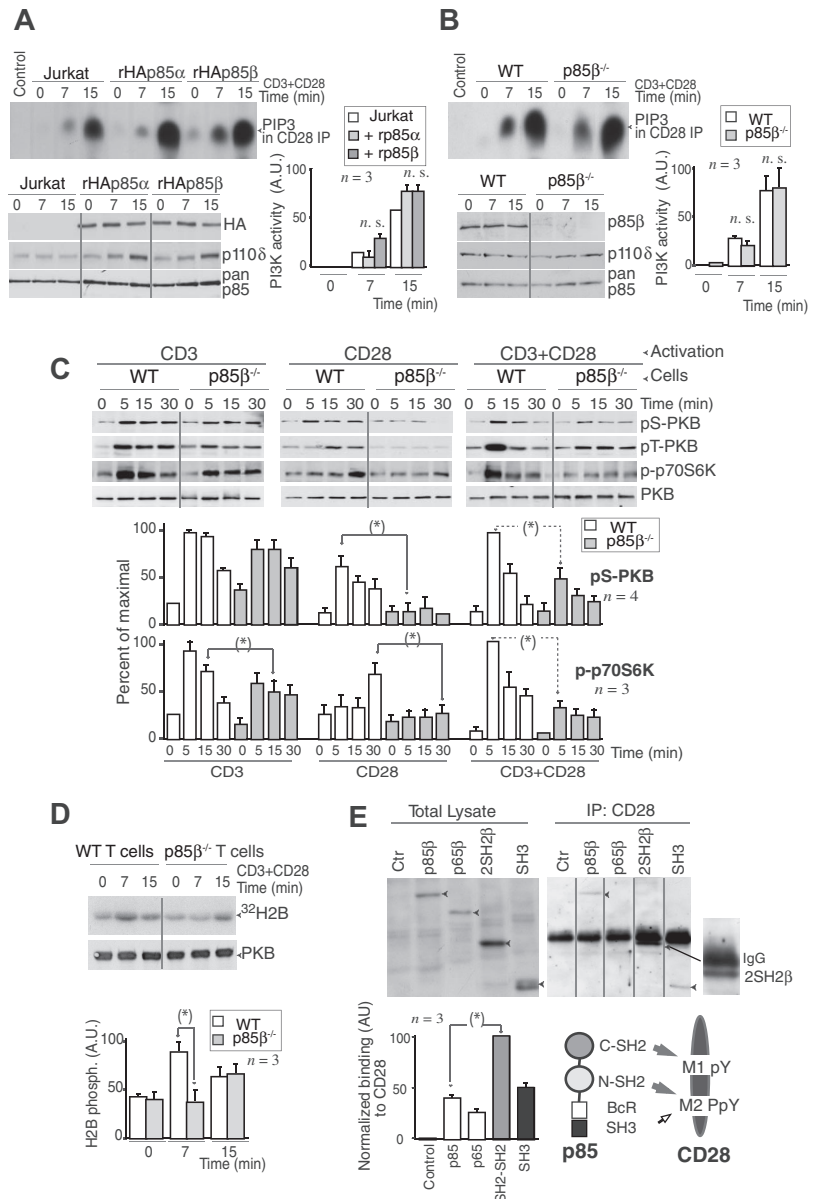 A
Control
Jurkat rHAp85α rHAp85β
CD3+CD28
0 7 15 0 7 15 0 7 15 Time (min)
PIP3
in CD28 IP
Jurkat
+ rp85α
+ rp85β
Jurkat rHAp85α rHAp85β
0 7 15 0 7 15 0 7 15
HA
p110δ
pan
p85
PI3K activity (A.U.)
100
50
0
n = 3
n. s.
n. s.
0 7 15
Time (min)
B
Control
WT p85β-/-
CD3+CD28
0 7 15 0 7 15 Time (min)
PIP3
in CD28 IP
WT
p85β-/-
WT p85β-/-
0 7 15 0 7 15
p85β
p110δ
pan
p85
PI3K activity (A.U.)
100
50
0
n = 3
n. s.
n. s.
0 7 15
Time (min)
C
CD3 CD28 CD3+CD28 Activation
WT p85β-/- WT p85β-/- WT p85β-/- Cells
0 5 15 30 0 5 15 30 0 5 15 30 0 5 15 30 0 5 15 30 0 5 15 30 Time (min)
pS-PKB
pT-PKB
p-p70S6K
PKB
Percent of maximal
100
50
0
(*)
(*)
WT
p85β-/-
pS-PKB
n = 4
100
50
0
(*)
(*)
(*)
p-p70S6K
n = 3
0 5 15 30 0 5 15 30 0 5 15 30 0 5 15 30 0 5 15 30 0 5 15 30 Time (min)
CD3 CD28 CD3+CD28
D
WT T cells p85β-/- T cells
CD3+CD28
0 7 15 0 7 15 Time (min)
32H2B
PKB
H2B phosph. (A.U.)
100
50
0
(*)
WT
p85β-/-
n = 3
0 7 15
Time (min)
E
Total Lysate IP: CD28
Ctr p85β p65β 2SH2β SH3 Ctr p85β p65β 2SH2β SH3
IgG
2SH2β
Normalized binding (AU)
to CD28
100
50
0
n = 3
(*)
Control p85 p65 SH2-SH2 SH3
C-SH2
N-SH2
BcR
SH3
p85
M1 pY
M2 PpY
CD28